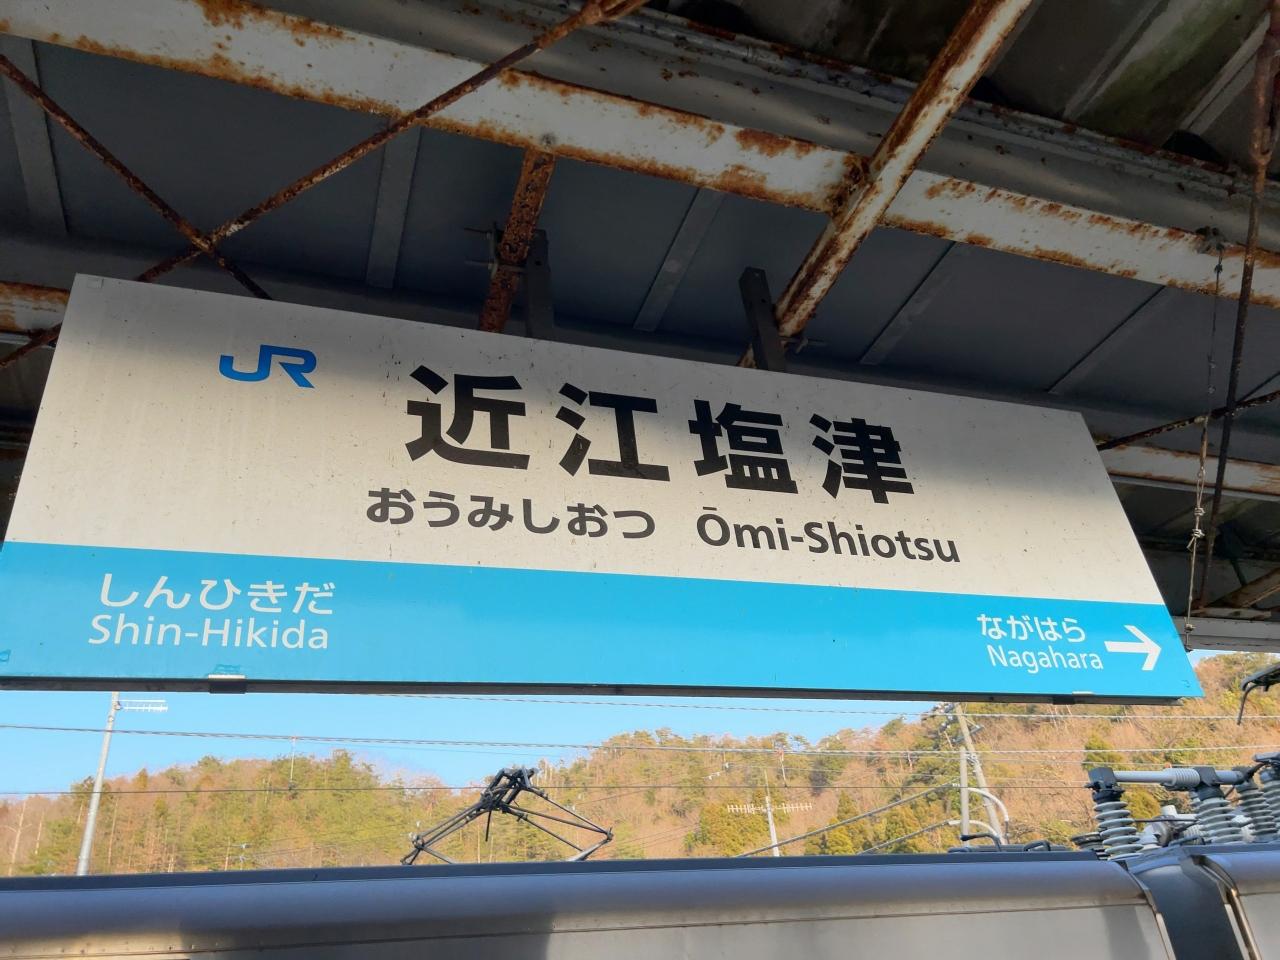 JR
近江塩津
おうみしおつ Ōmi-Shiotsu
しんひきだ
Shin-Hikida
ながはら
Nagahara →